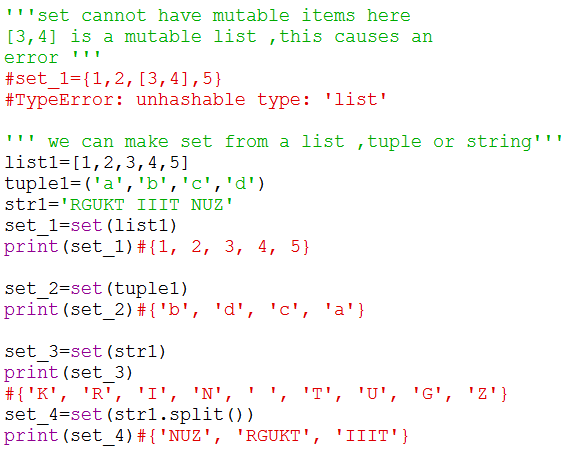 '''set cannot have mutable items here
[3,4] is a mutable list ,this causes an
error '''
#set_1={1,2,[3,4],5}
#TypeError: unhashable type: 'list'
''' we can make set from a list ,tuple or string'''
list1=[1,2,3,4,5]
tuple1=('a','b','c','d')
str1='RGUKT IIIT NUZ'
set_1=set(list1)
print(set_1)#{1, 2, 3, 4, 5}
set_2=set(tuple1)
print(set_2)#{'b', 'd', 'c', 'a'}
set_3=set(str1)
print(set_3)
#{'K', 'R', 'I', 'N', ' ', 'T', 'U', 'G', 'Z'}
set_4=set(str1.split())
print(set_4)#{'NUZ', 'RGUKT', 'IIIT'}